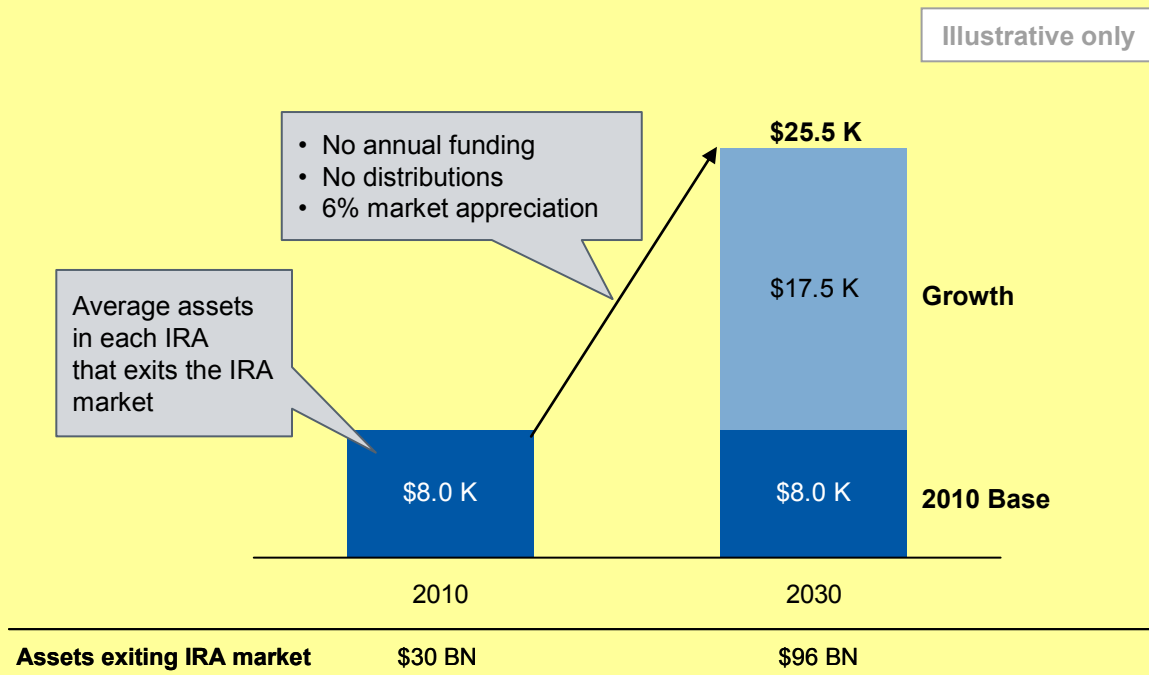 Illustrative only
• No annual funding
• No distributions
• 6% market appreciation
$25.5 K
Average assets
in each IRA
that exits the IRA
market
$17.5 K
Growth
$8.0 K
$8.0 K
2010 Base
2010
2030
Assets exiting IRA market $30 BN $96 BN